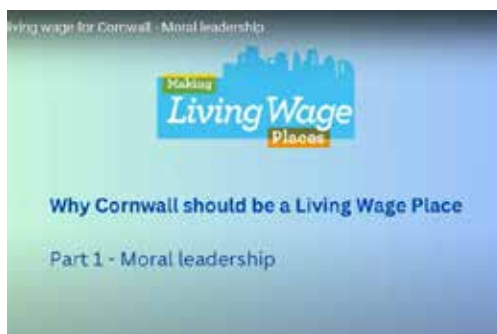 living wage for Cornwall - Moral leadership
Making
Living Wage
Places
Why Cornwall should be a Living Wage Place
Part 1 - Moral leadership